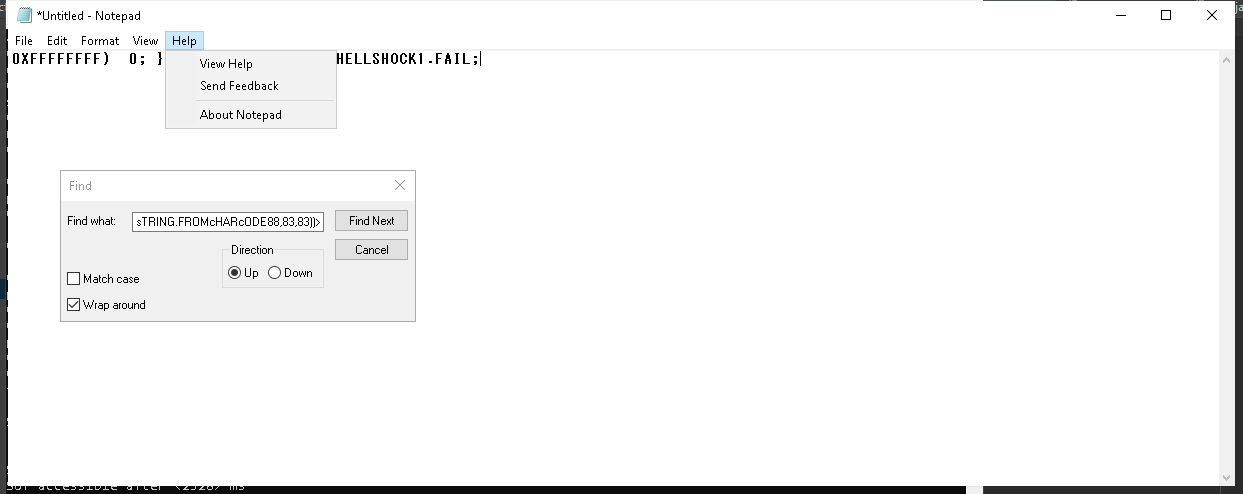 *Untitled - Notepad
File Edit Format View Help
0XFFFFFFFF) 0; } HELLSHOCK1.FAIL;
View Help
Send Feedback
About Notepad
Find
Find what: sTRING.FROMcHARcODE88,83,83))> Find Next
Direction Cancel
Up Down
Match case
Wrap around
accessible after <2528> ms